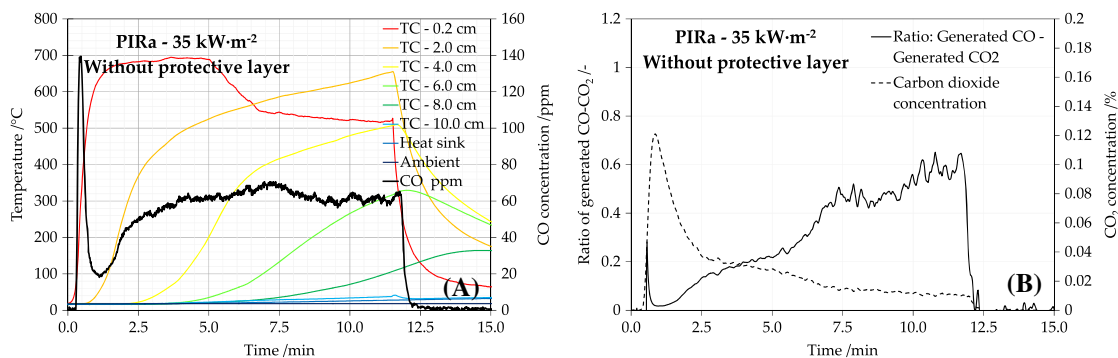 PIRa - 35 kW·m-2
Without protective layer
TC - 0.2 cm
TC - 2.0 cm
TC - 4.0 cm
TC - 6.0 cm
TC - 8.0 cm
TC - 10.0 cm
Heat sink
Ambient
CO ppm
Temperature /°C
800
700
600
500
400
300
200
100
0
CO concentration /ppm
160
140
120
100
80
60
40
20
0
0.0 2.5 5.0 7.5 10.0 12.5 15.0
Time /min
(A)
PIRa - 35 kW·m-2
Without protective layer
Ratio: Generated CO -
Generated CO2
Carbon dioxide
concentration
Ratio of generated CO-CO2 /-
1.2
1
0.8
0.6
0.4
0.2
0
CO2 concentration /%
0.2
0.18
0.16
0.14
0.12
0.1
0.08
0.06
0.04
0.02
0
0.0 2.5 5.0 7.5 10.0 12.5 15.0
Time /min
(B)